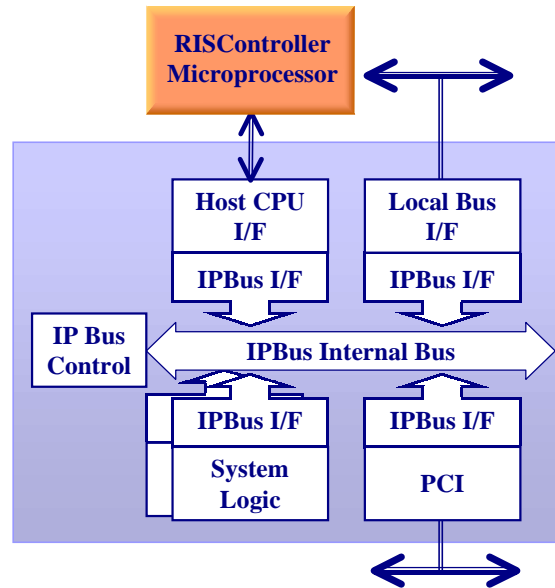 RISController
Microprocessor
Host CPU
I/F
Local Bus
I/F
IPBus I/F
IPBus I/F
IP Bus
Control
IPBus Internal Bus
IPBus I/F
IPBus I/F
System
Logic
PCI